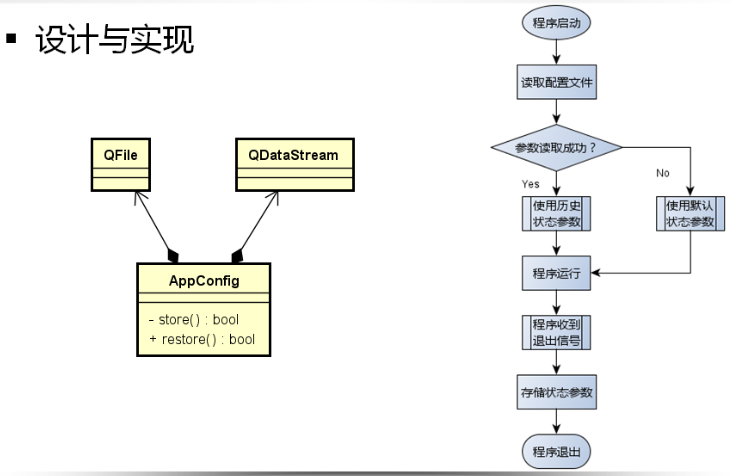 ▪ 设计与实现
QFile
QDataStream
AppConfig
- store() : bool
+ restore() : bool
程序启动
读取配置文件
参数读取成功？
Yes
No
使用历史
状态参数
使用默认
状态参数
程序运行
程序收到
退出信号
存储状态参数
程序退出